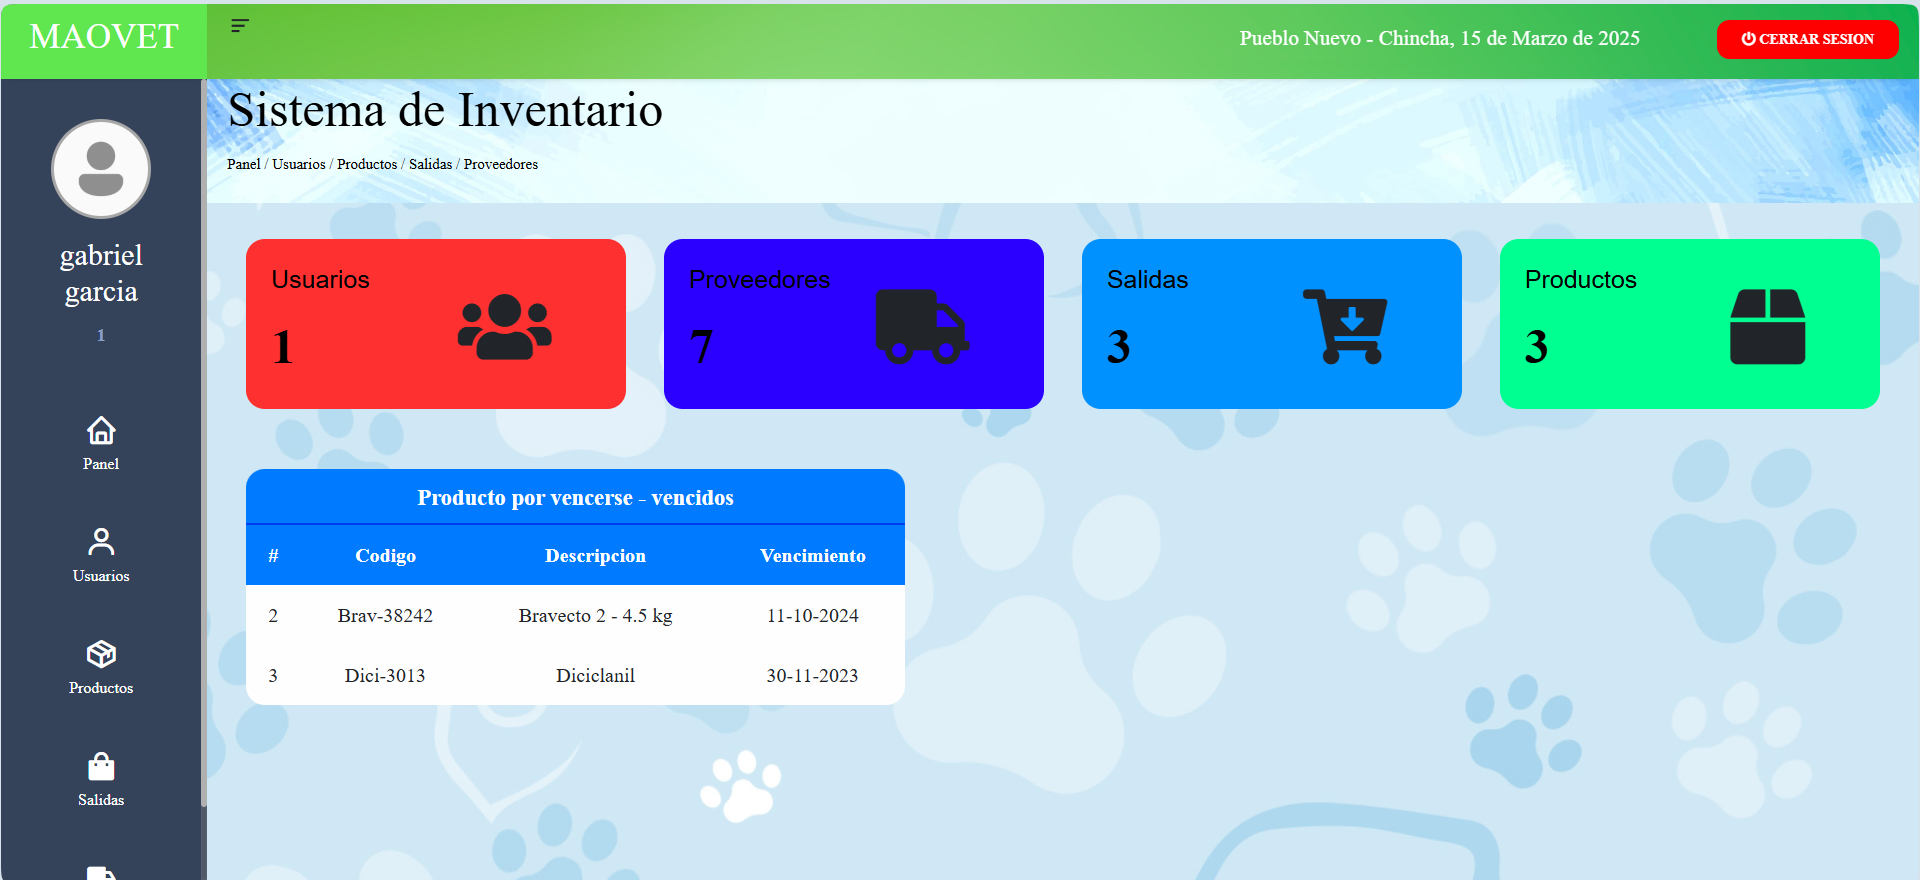 MAOVET
Pueblo Nuevo - Chincha, 15 de Marzo de 2025
CERRAR SESION
gabriel
garcia
1
Panel
Usuarios
Productos
Salidas
Sistema de Inventario
Panel / Usuarios / Productos / Salidas / Proveedores
Usuarios
1
Proveedores
7
Salidas
3
Productos
3
Producto por vencerse - vencidos
# Codigo Descripcion Vencimiento
2 Brav-38242 Bravecto 2 - 4.5 kg 11-10-2024
3 Dici-3013 Diciclanil 30-11-2023